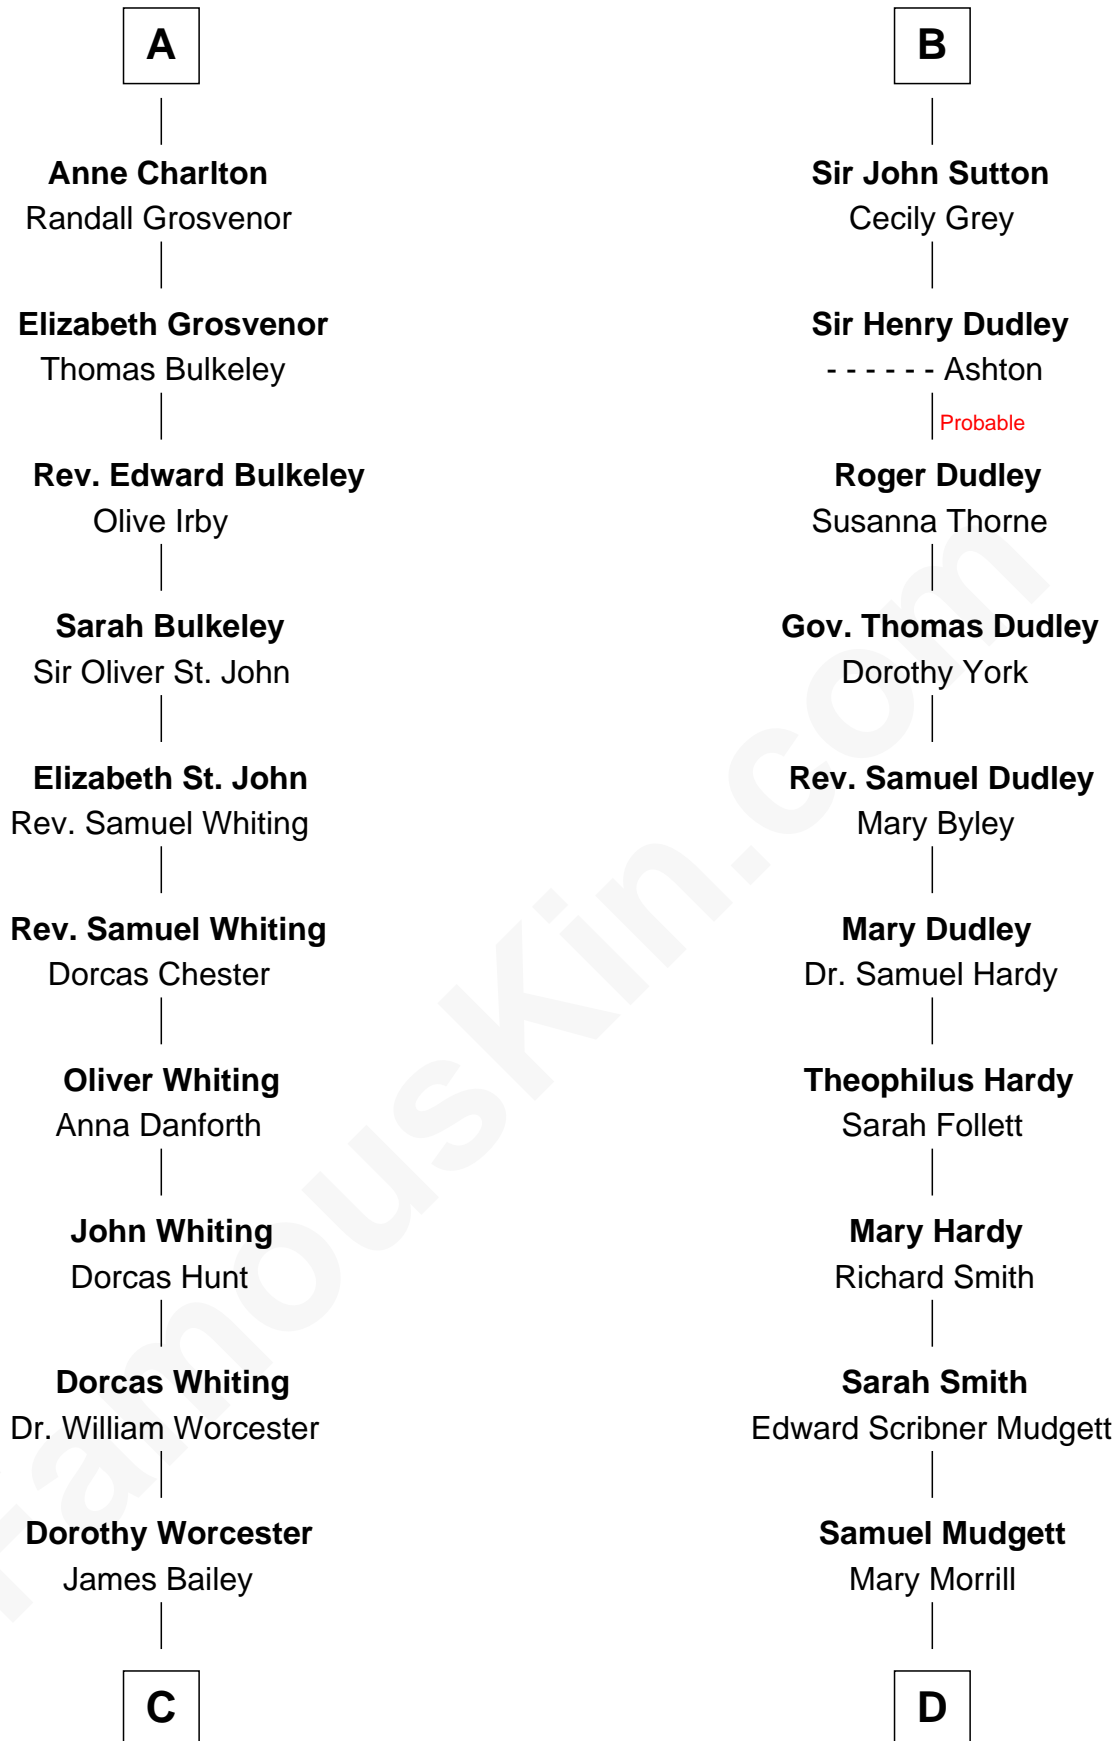 A
Anne Charlton
Randall Grosvenor
Elizabeth Grosvenor
Thomas Bulkeley
Rev. Edward Bulkeley
Olive Irby
Sarah Bulkeley
Sir Oliver St. John
Elizabeth St. John
Rev. Samuel Whiting
Rev. Samuel Whiting
Dorcas Chester
Oliver Whiting
Anna Danforth
John Whiting
Dorcas Hunt
Dorcas Whiting
Dr. William Worcester
Dorothy Worcester
James Bailey
C
B
Sir John Sutton
Cecily Grey
Sir Henry Dudley
- - - - - - Ashton
Probable
Roger Dudley
Susanna Thorne
Gov. Thomas Dudley
Dorothy York
Rev. Samuel Dudley
Mary Byley
Mary Dudley
Dr. Samuel Hardy
Theophilus Hardy
Sarah Follett
Mary Hardy
Richard Smith
Sarah Smith
Edward Scribner Mudgett
Samuel Mudgett
Mary Morrill
D
FamousKin.com